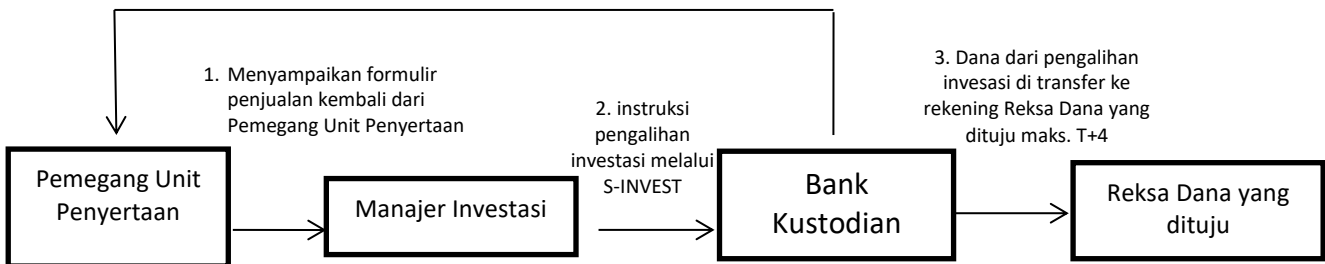 1. Menyampaikan formulir
penjualan kembali dari
Pemegang Unit Penyertaan
2. instruksi
pengalihan
investasi melalui
S-INVEST
3. Dana dari pengalihan
invesasi di transfer ke
rekening Reksa Dana yang
dituju maks. T+4
Pemegang Unit
Penyertaan
Manajer Investasi
Bank
Kustodian
Reksa Dana yang
dituju